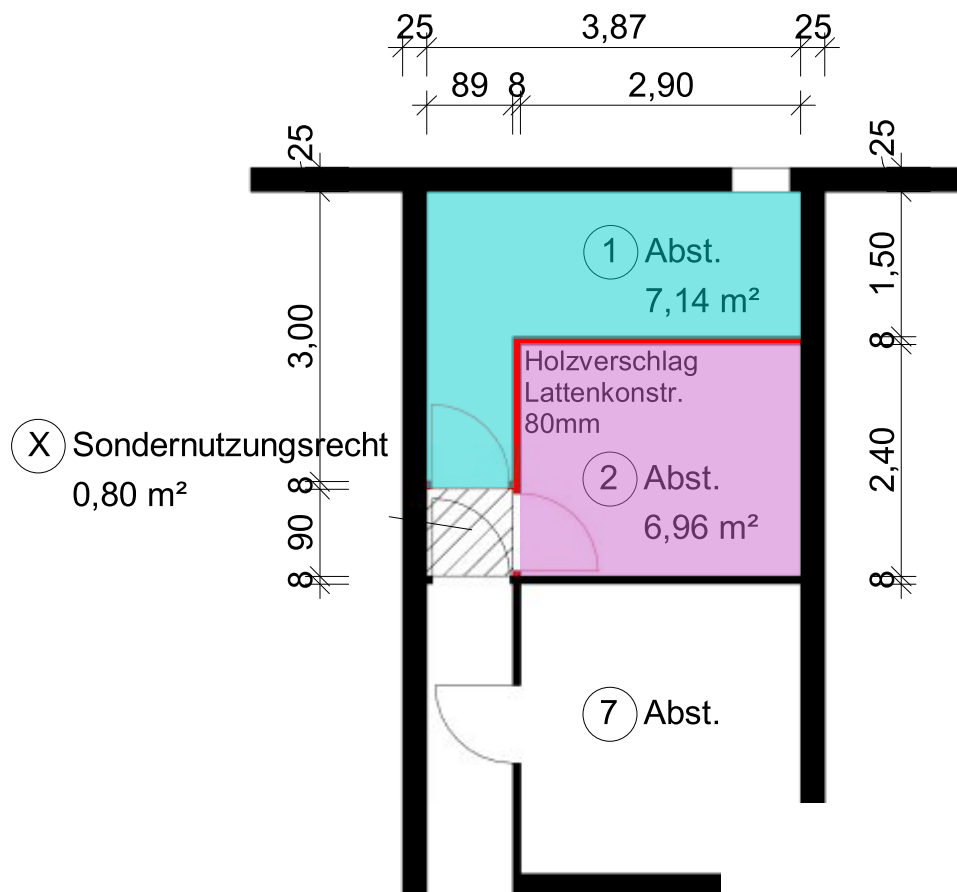 25 3,87 25
89 8 2,90
25
25
1 Abst.
7,14 m²
1,50
3,00
8
Holzverschlag
Lattenkonstr.
80mm
X Sondernutzungsrecht
0,80 m²
2 Abst.
6,96 m²
2,40
8
90
8
8
7 Abst.